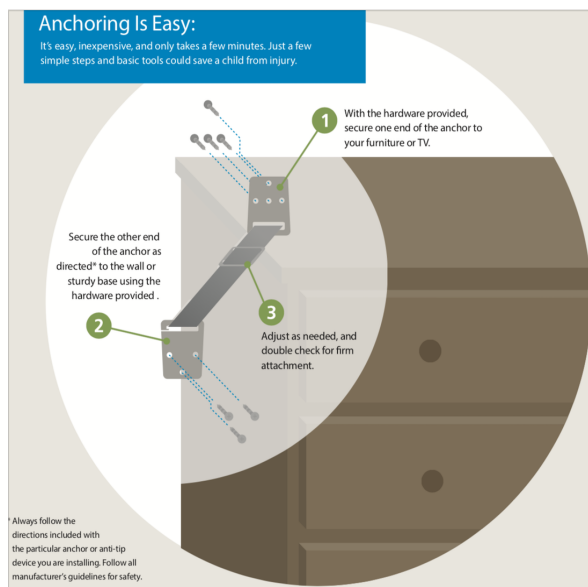 Anchoring Is Easy:
It's easy, inexpensive, and only takes a few minutes. Just a few
simple steps and basic tools could save a child from injury.
1
With the hardware provided,
secure one end of the anchor to
your furniture or TV.
Secure the other end
of the anchor as
directed* to the wall or
sturdy base using the
hardware provided .
2
3
Adjust as needed, and
double check for firm
attachment.
* Always follow the
directions included with
the particular anchor or anti-tip
device you are installing. Follow all
manufacturer's guidelines for safety.